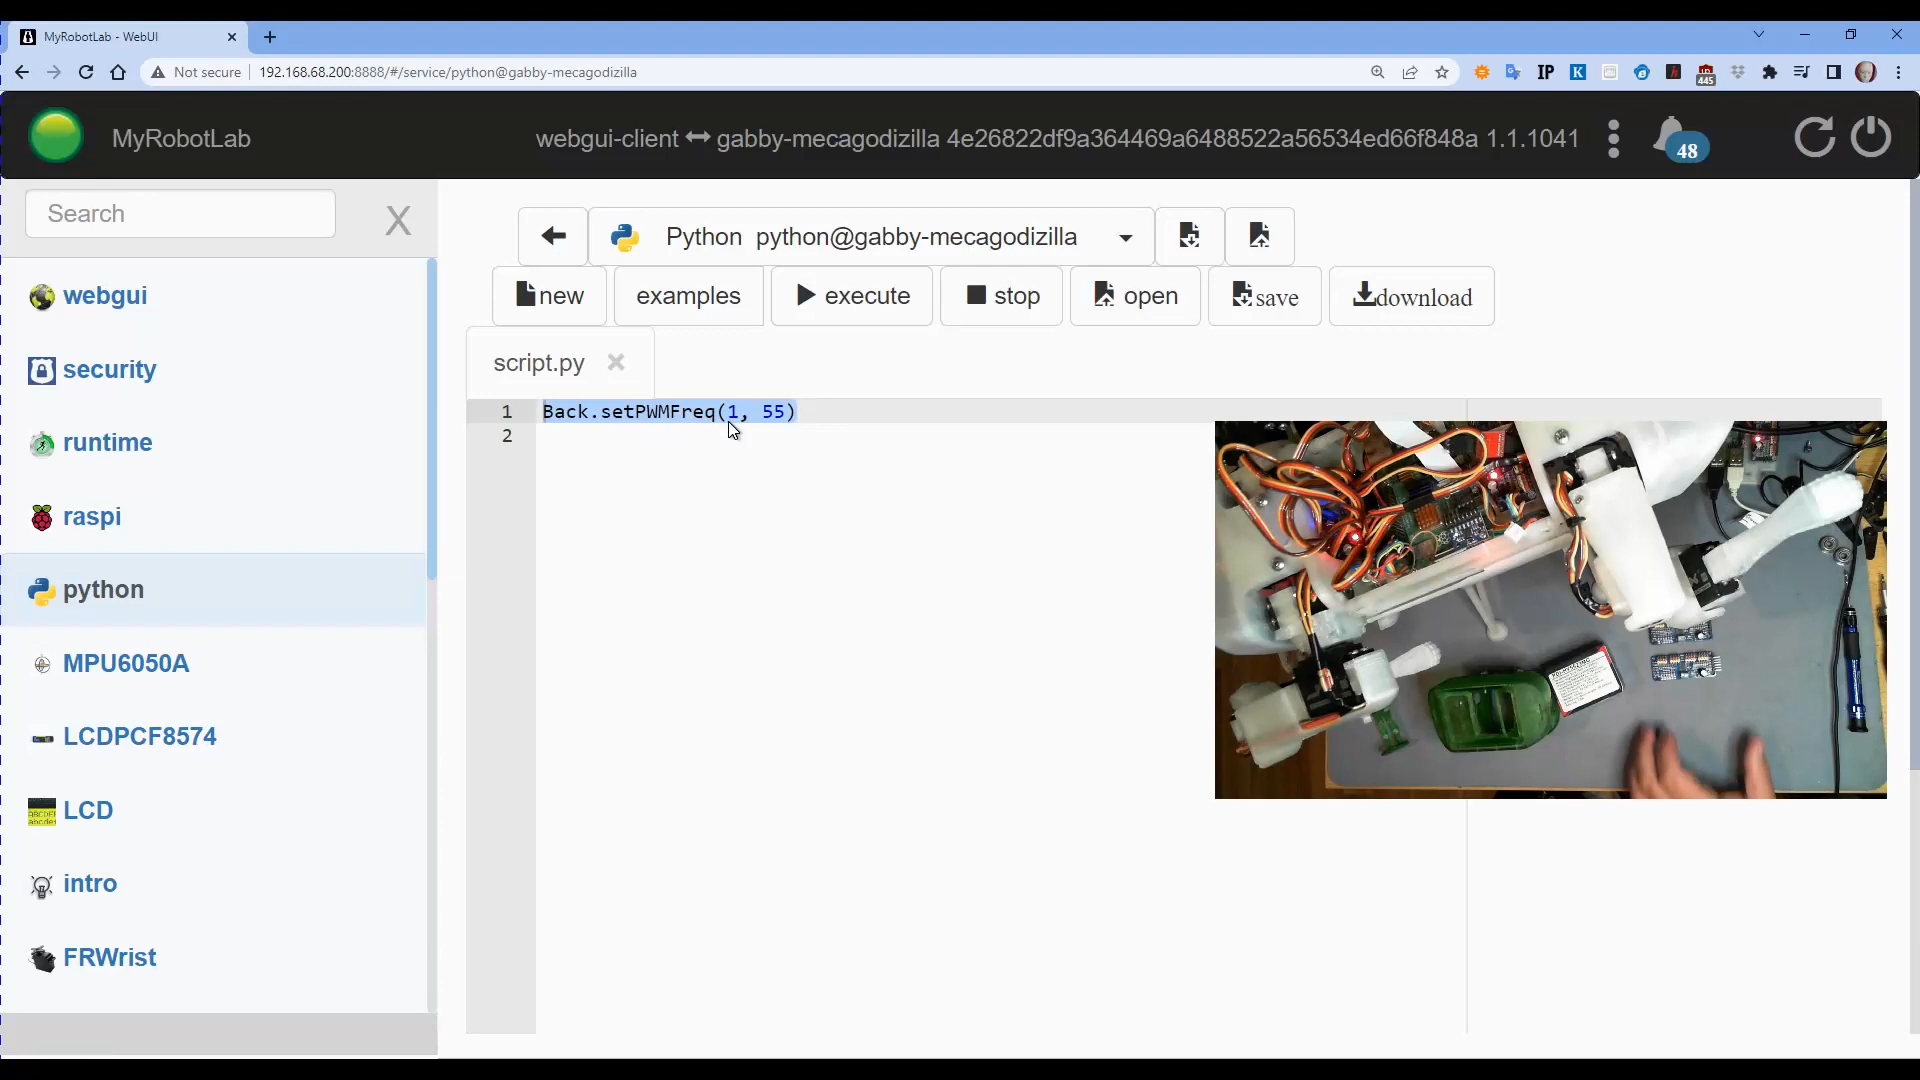 MyRobotLab - WebUI
Not secure
192.168.68.200:8888/#/service/python@gabby-mecagodizilla
IP
K
445
MyRobotLab
webgui-client ↔ gabby-mecagodizilla 4e26822df9a364469a6488522a56534ed66f848a 1.1.1041
48
Search
X
Python python@gabby-mecagodizilla
new
examples
execute
stop
open
save
download
script.py
1 Back.setPWMFreq(1, 55)
2
webgui
security
runtime
raspi
python
MPU6050A
LCDPCF8574
LCD
intro
FRWrist